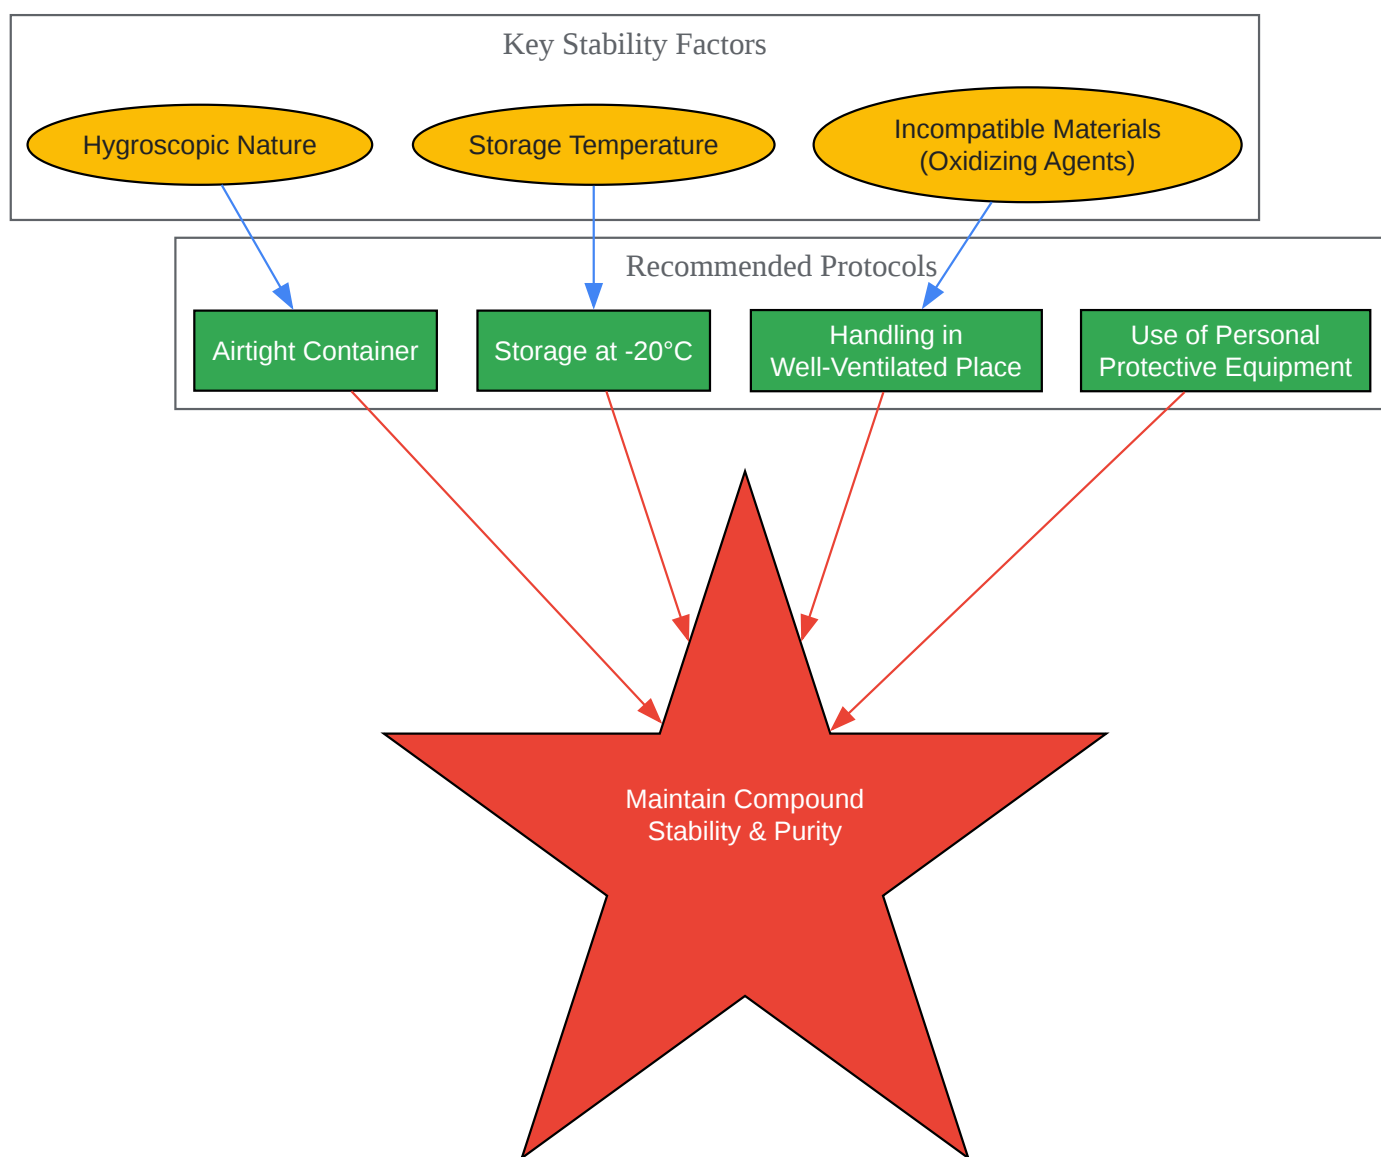 Key Stability Factors
Hygroscopic Nature
Storage Temperature
Incompatible Materials
(Oxidizing Agents)
Recommended Protocols
Airtight Container
Storage at -20°C
Handling in
Well-Ventilated Place
Use of Personal
Protective Equipment
Maintain Compound
Stability & Purity